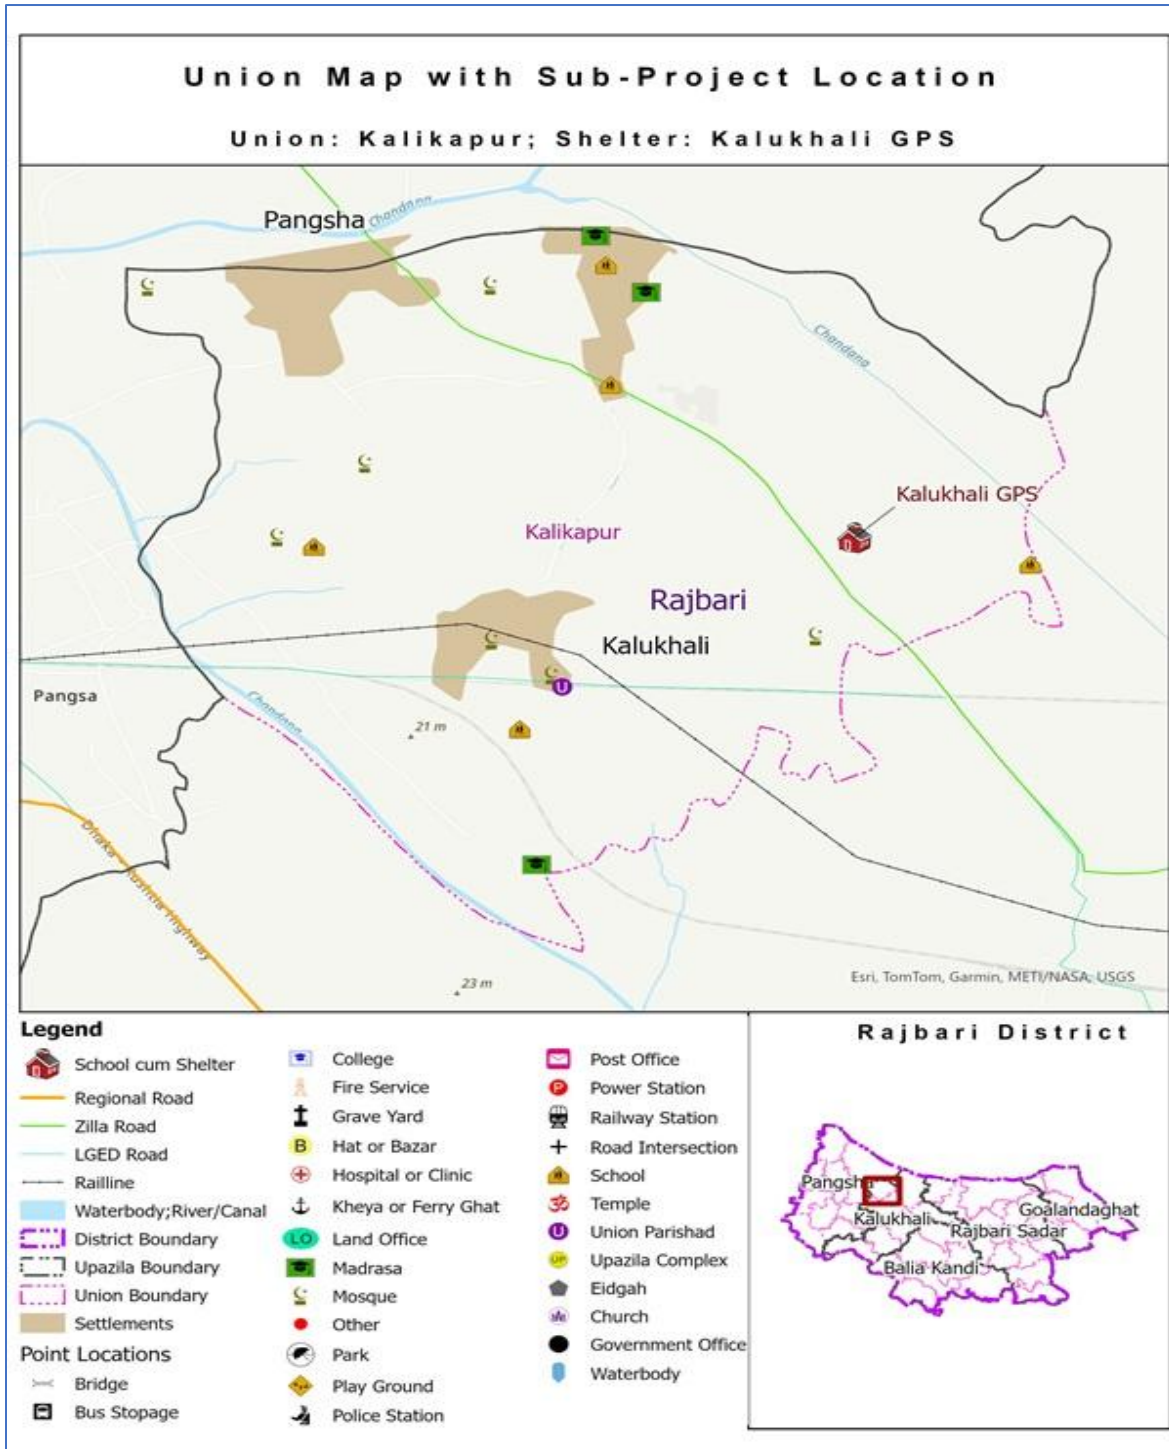 Union Map with Sub-Project Location
Union: Kalikapur; Shelter: Kalukhali GPS
Pangsha
Chandana
Chandana
Kalukhali GPS
Kalikapur
Rajbari
Kalukhali
Pangsa
Chandana
21 m
Dhaka - Kushtia Highway
23 m
Esri, TomTom, Garmin, METI/NASA, USGS
Legend
School cum Shelter
Regional Road
Zilla Road
LGED Road
Railline
Waterbody;River/Canal
District Boundary
Upazila Boundary
Union Boundary
Settlements
Point Locations
Bridge
Bus Stopage
College
Fire Service
Grave Yard
B Hat or Bazar
Hospital or Clinic
Kheya or Ferry Ghat
LO Land Office
Madrasa
Mosque
Other
Park
Play Ground
Police Station
Post Office
P Power Station
Railway Station
Road Intersection
School
Temple
U Union Parishad
UP Upazila Complex
Eidgah
Church
Government Office
Waterbody
Rajbari District
Pangsha
Goalandaghat
Kalukhali
Rajbari Sadar
Balia Kandi
U